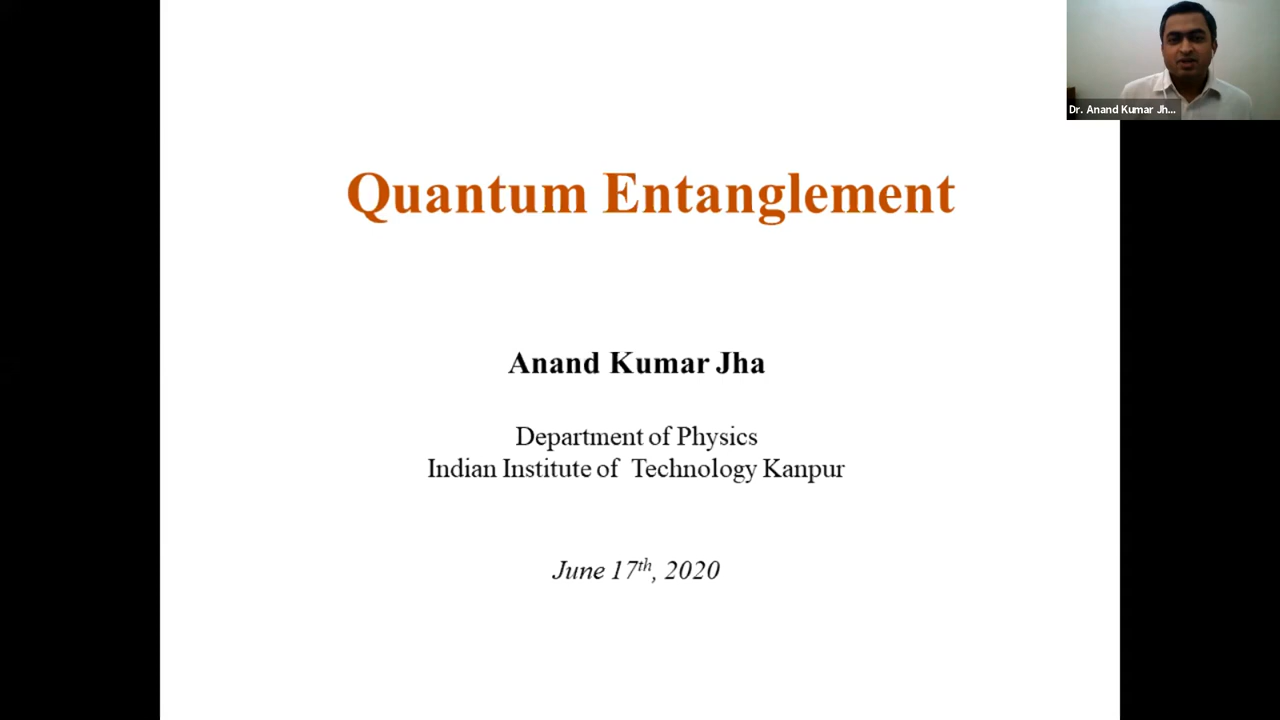 Dr. Anand Kumar Jh...
Quantum Entanglement
Anand Kumar Jha
Department of Physics
Indian Institute of Technology Kanpur
June 17th, 2020